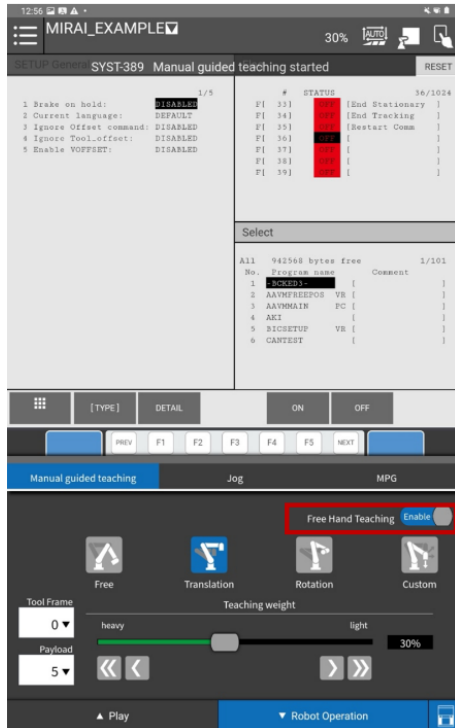 12:56
MIRAI_EXAMPLE
30%
AUTO
SETUP General
SYST-389 Manual guided teaching started
RESET
1/5
1 Brake on hold: DISABLED
2 Current language: DEFAULT
3 Ignore Offset command: DISABLED
4 Ignore Tool_offset: DISABLED
5 Enable VOFFSET: DISABLED
# STATUS 36/1024
F[ 33] OFF [End Stationary ]
F[ 34] OFF [End Tracking ]
F[ 35] OFF [Restart Comm ]
F[ 36] OFF [ ]
F[ 37] OFF [ ]
F[ 38] OFF [ ]
F[ 39] OFF [ ]
Select
All 942568 bytes free 1/101
No. Program name Comment
1 -BCKED3- [ ]
2 AAVMFREEPOS VR [ ]
3 AAVMMAIN PC [ ]
4 AKI [ ]
5 BICSETUP VR [ ]
6 CANTEST [ ]
[TYPE] DETAIL ON OFF
PREV F1 F2 F3 F4 F5 NEXT
Manual guided teaching Jog MPG
Free Hand Teaching Enable
Free Translation Rotation Custom
Tool Frame
0▼
Teaching weight
heavy light
30%
Payload
5▼
▲ Play ▼ Robot Operation